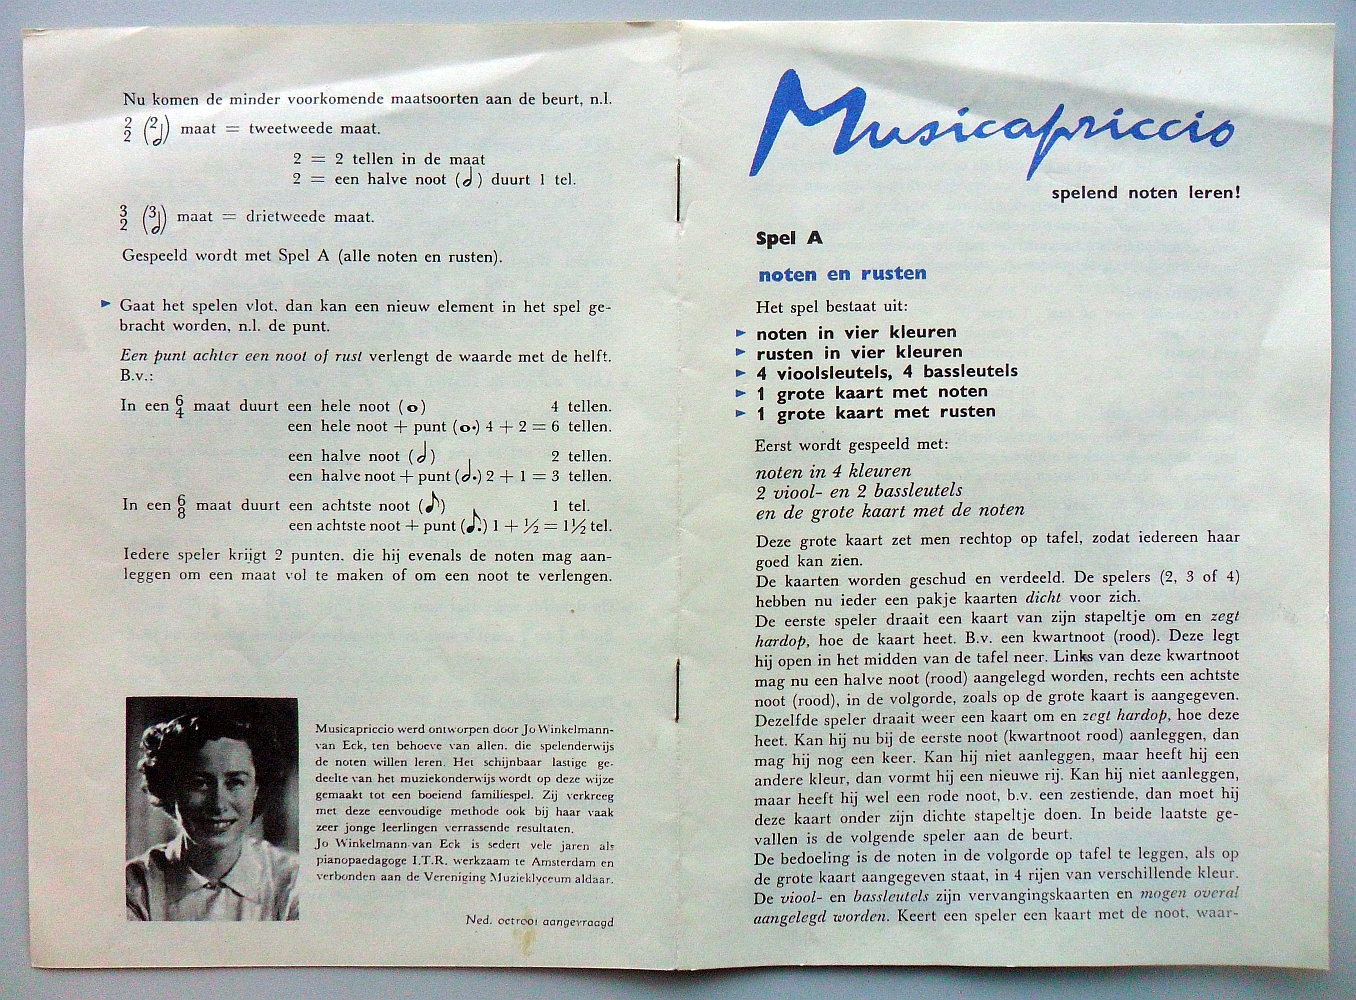 Nu komen de minder voorkomende maatsoorten aan de beurt, n.l.
2/2 (2/𝅗𝅥) maat = tweetweede maat.
2 = 2 tellen in de maat
2 = een halve noot (𝅗𝅥) duurt 1 tel.
3/2 (3/𝅗𝅥) maat = drietweede maat.
Gespeeld wordt met Spel A (alle noten en rusten).
► Gaat het spelen vlot, dan kan een nieuw element in het spel ge-
bracht worden, n.l. de punt.
Een punt achter een noot of rust verlengt de waarde met de helft.
B.v.:
In een 6/4 maat duurt een hele noot (𝅝) 4 tellen.
een hele noot + punt (𝅝.) 4 + 2 = 6 tellen.
een halve noot (𝅗𝅥) 2 tellen.
een halve noot + punt (𝅗𝅥.) 2 + 1 = 3 tellen.
In een 6/8 maat duurt een achtste noot (♪) 1 tel.
een achtste noot + punt (♪.) 1 + ½ = 1½ tel.
Iedere speler krijgt 2 punten, die hij evenals de noten mag aan-
leggen om een maat vol te maken of om een noot te verlengen.
Musicapriccio werd ontworpen door Jo Winkelmann-
van Eck, ten behoeve van allen, die spelenderwijs
de noten willen leren. Het schijnbaar lastige ge-
deelte van het muziekonderwijs wordt op deze wijze
gemaakt tot een boeiend familiespel. Zij verkreeg
met deze eenvoudige methode ook bij haar vaak
zeer jonge leerlingen verrassende resultaten.
Jo Winkelmann-van Eck is sedert vele jaren als
pianopaedagoge I.T.R. werkzaam te Amsterdam en
verbonden aan de Vereniging Muzieklyceum aldaar.
Ned. octrooi aangevraagd
Musicapriccio
spelend noten leren!
Spel A
noten en rusten
Het spel bestaat uit:
► noten in vier kleuren
► rusten in vier kleuren
► 4 vioolsleutels, 4 bassleutels
► 1 grote kaart met noten
► 1 grote kaart met rusten
Eerst wordt gespeeld met:
noten in 4 kleuren
2 viool- en 2 bassleutels
en de grote kaart met de noten
Deze grote kaart zet men rechtop op tafel, zodat iedereen haar
goed kan zien.
De kaarten worden geschud en verdeeld. De spelers (2, 3 of 4)
hebben nu ieder een pakje kaarten dicht voor zich.
De eerste speler draait een kaart van zijn stapeltje om en zegt
hardop, hoe de kaart heet. B.v. een kwartnoot (rood). Deze legt
hij open in het midden van de tafel neer. Links van deze kwartnoot
mag nu een halve noot (rood) aangelegd worden, rechts een achtste
noot (rood), in de volgorde, zoals op de grote kaart is aangegeven.
Dezelfde speler draait weer een kaart om en zegt hardop, hoe deze
heet. Kan hij nu bij de eerste noot (kwartnoot rood) aanleggen, dan
mag hij nog een keer. Kan hij niet aanleggen, maar heeft hij een
andere kleur, dan vormt hij een nieuwe rij. Kan hij niet aanleggen,
maar heeft hij wel een rode noot, b.v. een zestiende, dan moet hij
deze kaart onder zijn dichte stapeltje doen. In beide laatste ge-
vallen is de volgende speler aan de beurt.
De bedoeling is de noten in de volgorde op tafel te leggen, als op
de grote kaart aangegeven staat, in 4 rijen van verschillende kleur.
De viool- en bassleutels zijn vervangingskaarten en mogen overal
aangelegd worden. Keert een speler een kaart met de noot, waar-